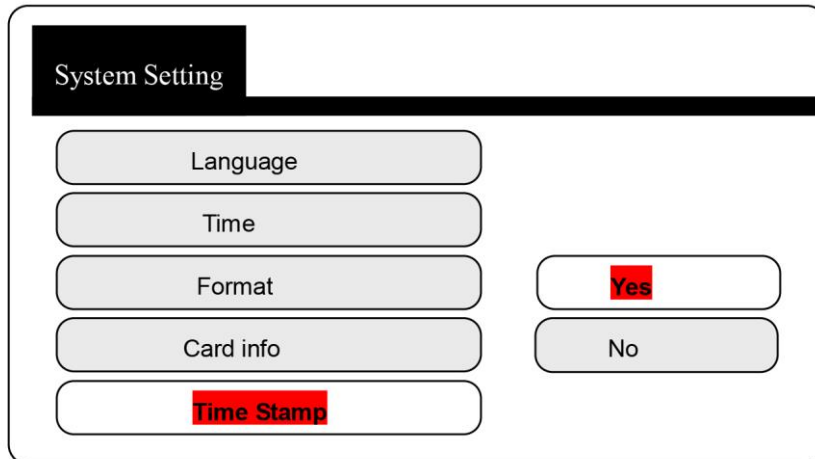 System Setting
Language
Time
Format
Yes
Card info
No
Time Stamp